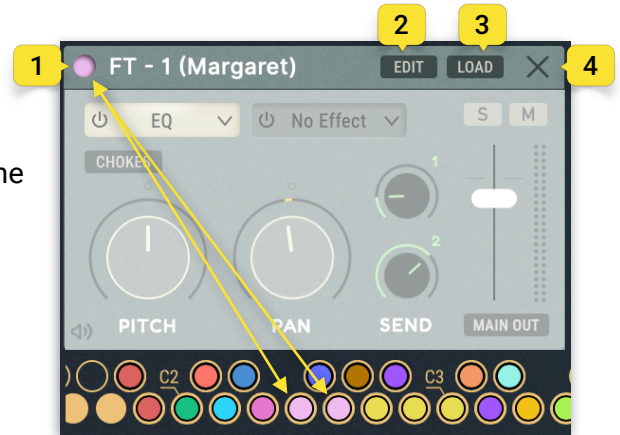 2 3
1 FT - 1 (Margaret) EDIT LOAD 4
EQ No Effect S M
ne
CHOKES
1
2
PITCH PAN SEND MAIN OUT
C2 C3